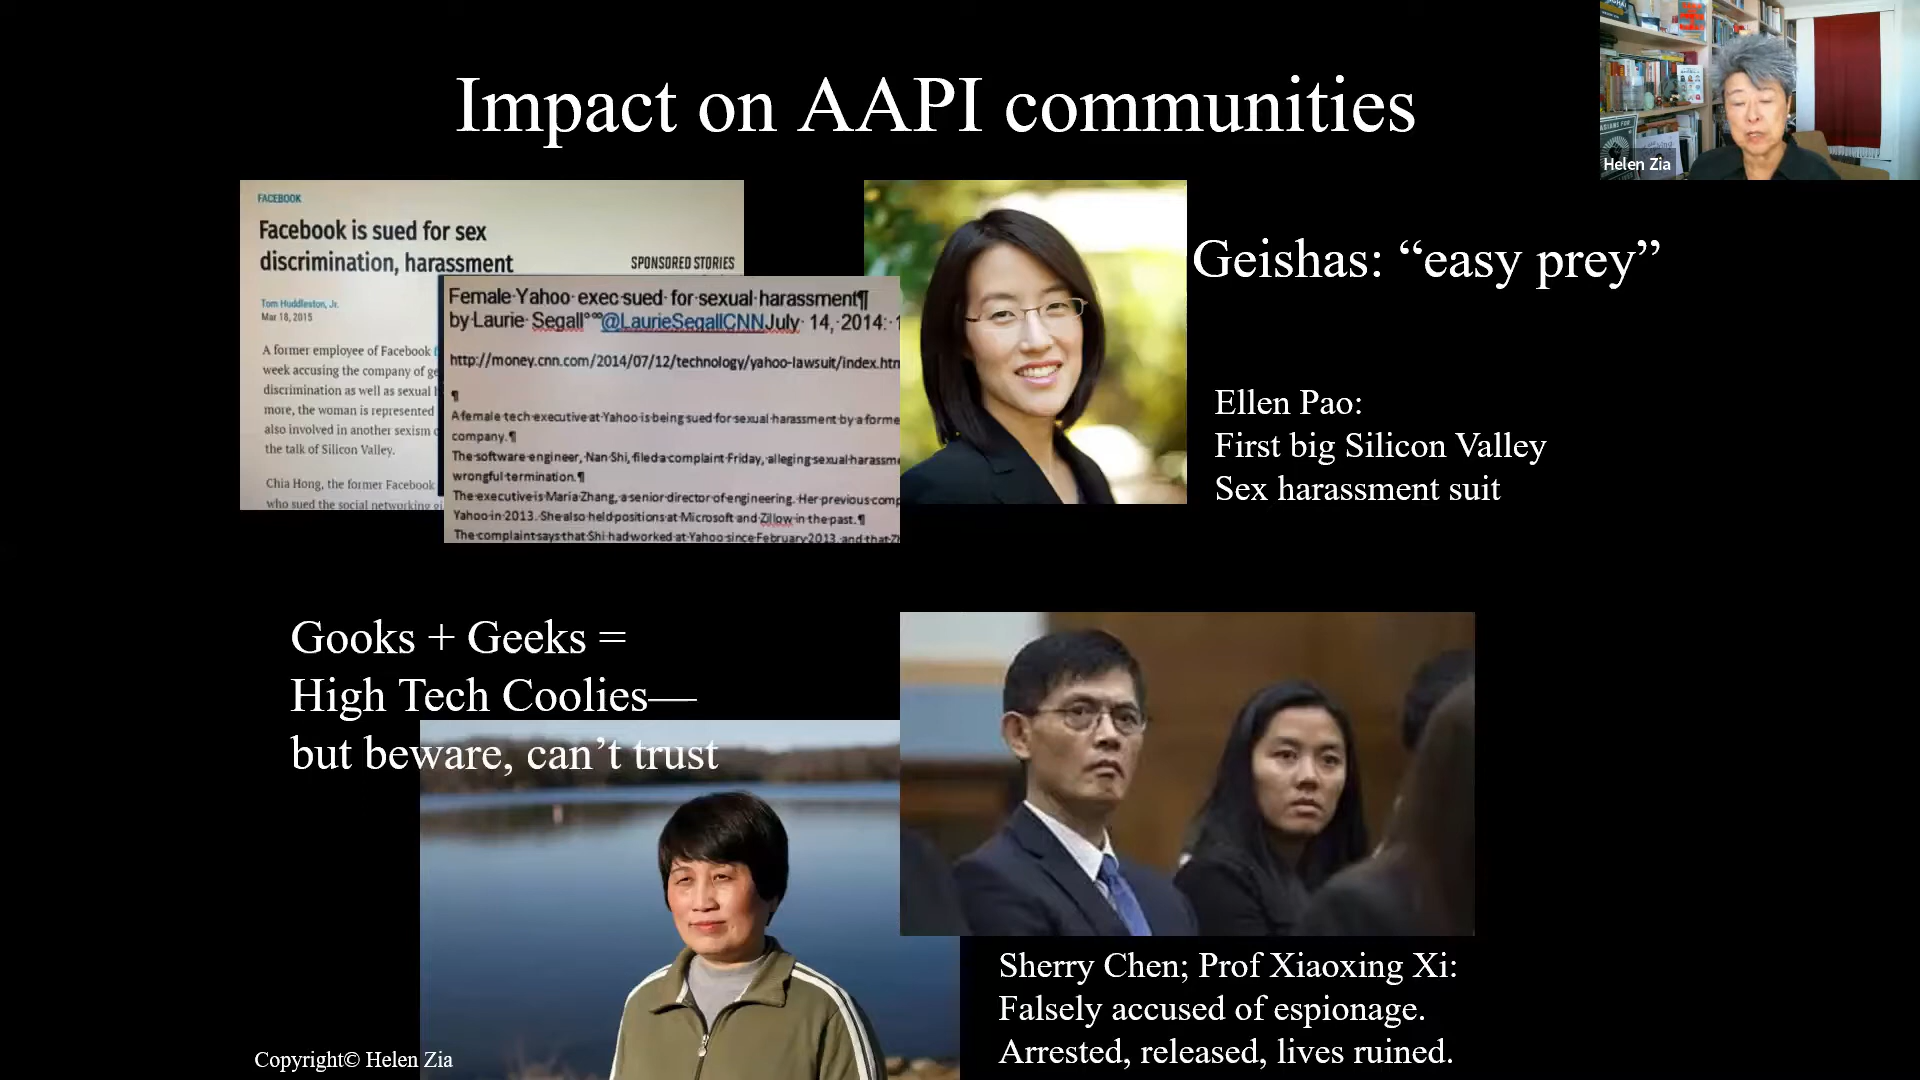 Impact on AAPI communities
Helen Zia
FACEBOOK
Facebook is sued for sex
discrimination, harassment
SPONSORED STORIES
Tom Huddleston, Jr.
Mar 18, 2015
A former employee of Facebook
week accusing the company of ge
discrimination as well as sexual
more, the woman is represented
also involved in another sexism
the talk of Silicon Valley.
Chia Hong, the former Facebook
who sued the social networking gi
Female Yahoo exec sued for sexual harassment¶
by Laurie Segall @LaurieSegallCNN July 14, 2014:
http://money.cnn.com/2014/07/12/technology/yahoo-lawsuit/index.htm
¶
A female tech executive at Yahoo is being sued for sexual harassment by a forme
company.¶
The software engineer, Nan Shi, filed a complaint Friday, alleging sexual harassme
wrongful termination.¶
The executive is Maria Zhang, a senior director of engineering. Her previous comp
Yahoo in 2013. She also held positions at Microsoft and Zillow in the past.¶
The complaint says that Shi had worked at Yahoo since February 2013, and that Zh
Geishas: “easy prey”
Ellen Pao:
First big Silicon Valley
Sex harassment suit
Gooks + Geeks =
High Tech Coolies—
but beware, can’t trust
Sherry Chen; Prof Xiaoxing Xi:
Falsely accused of espionage.
Arrested, released, lives ruined.
Copyright© Helen Zia